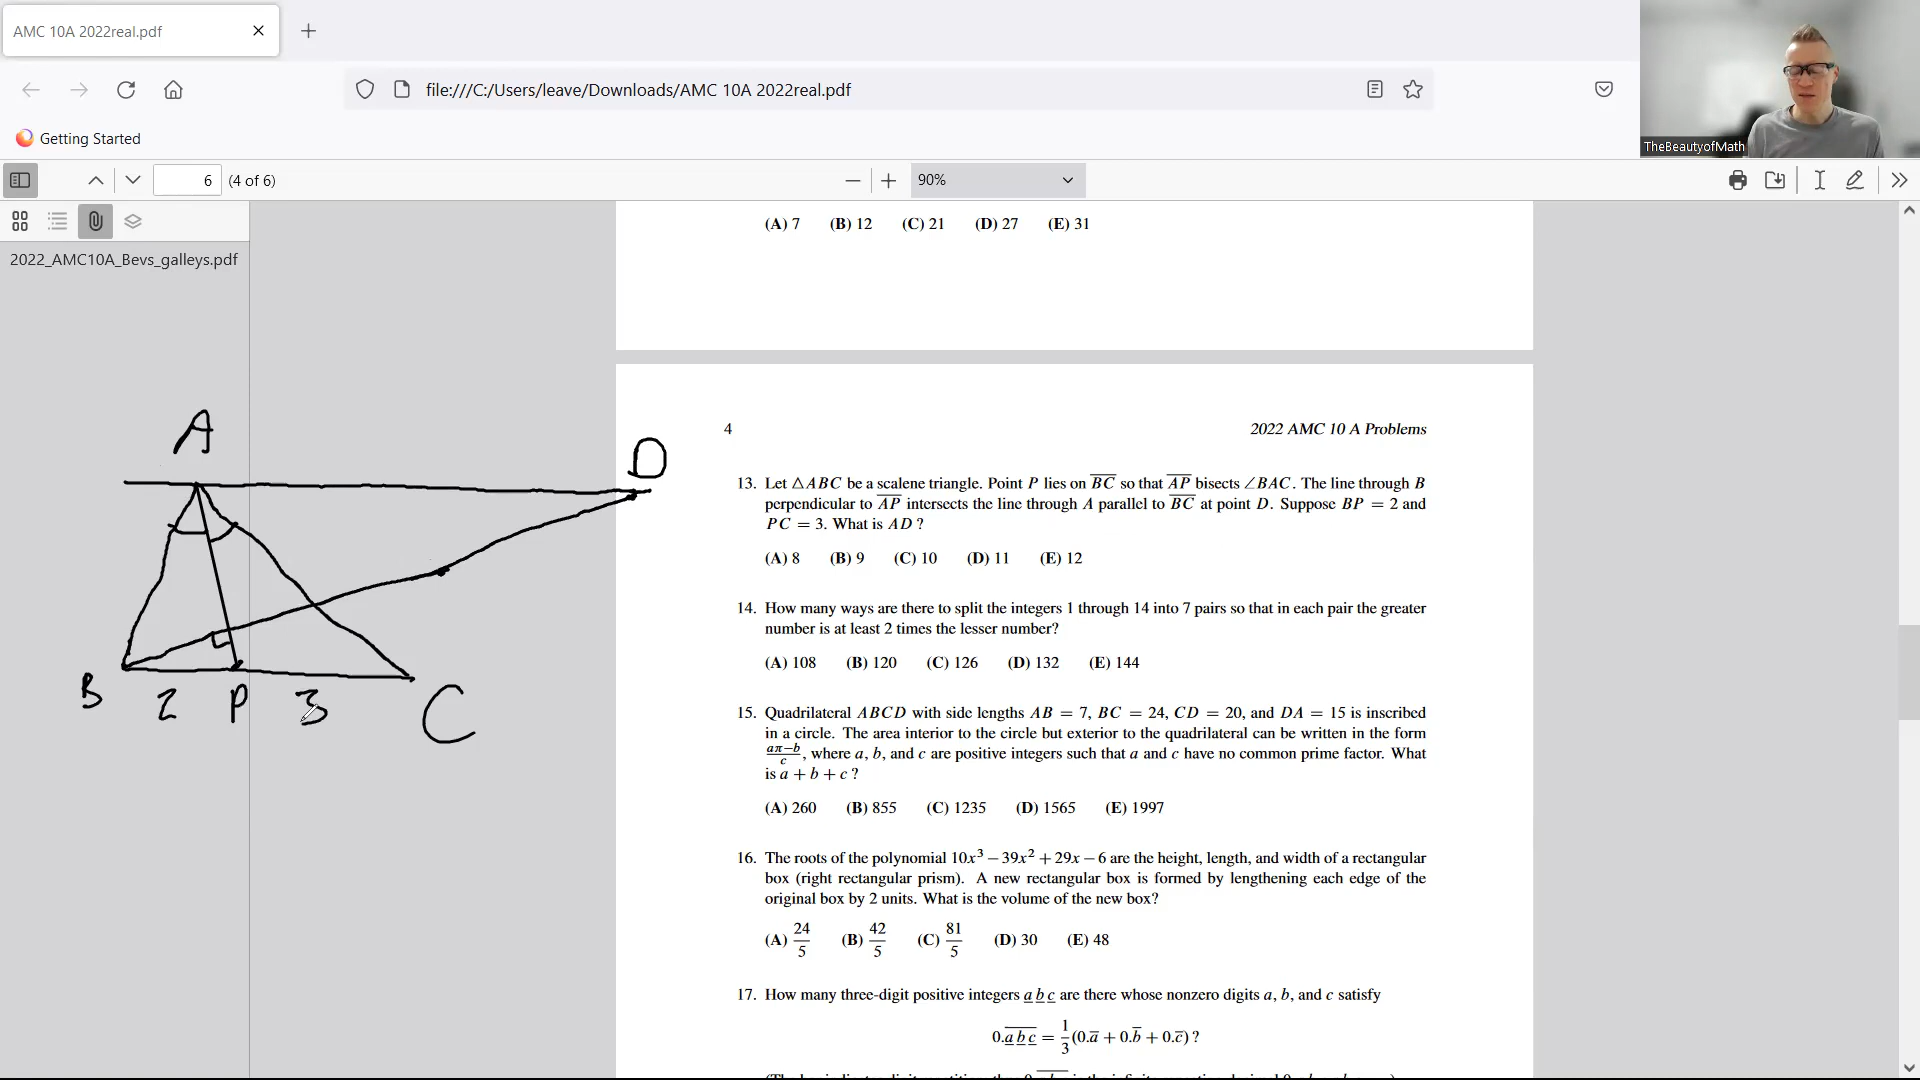 AMC 10A 2022real.pdf
file:///C:/Users/leave/Downloads/AMC 10A 2022real.pdf
Getting Started
TheBeautyofMath
6 (4 of 6)
90%
2022_AMC10A_Bevs_galleys.pdf
(A) 7 (B) 12 (C) 21 (D) 27 (E) 31
4 2022 AMC 10 A Problems
13. Let △ABC be a scalene triangle. Point P lies on B̅C̅ so that A̅P̅ bisects ∠BAC. The line through B
perpendicular to A̅P̅ intersects the line through A parallel to B̅C̅ at point D. Suppose BP = 2 and
PC = 3. What is AD?
(A) 8 (B) 9 (C) 10 (D) 11 (E) 12
14. How many ways are there to split the integers 1 through 14 into 7 pairs so that in each pair the greater
number is at least 2 times the lesser number?
(A) 108 (B) 120 (C) 126 (D) 132 (E) 144
15. Quadrilateral ABCD with side lengths AB = 7, BC = 24, CD = 20, and DA = 15 is inscribed
in a circle. The area interior to the circle but exterior to the quadrilateral can be written in the form
(aπ−b)/c, where a, b, and c are positive integers such that a and c have no common prime factor. What
is a + b + c?
(A) 260 (B) 855 (C) 1235 (D) 1565 (E) 1997
16. The roots of the polynomial 10x³ − 39x² + 29x − 6 are the height, length, and width of a rectangular
box (right rectangular prism). A new rectangular box is formed by lengthening each edge of the
original box by 2 units. What is the volume of the new box?
(A) 24/5 (B) 42/5 (C) 81/5 (D) 30 (E) 48
17. How many three-digit positive integers a b c are there whose nonzero digits a, b, and c satisfy
0.a̅ b̅ c̅ = 1/3(0.a̅ + 0.b̅ + 0.c̅)?
A
D
B 2 P 3 C